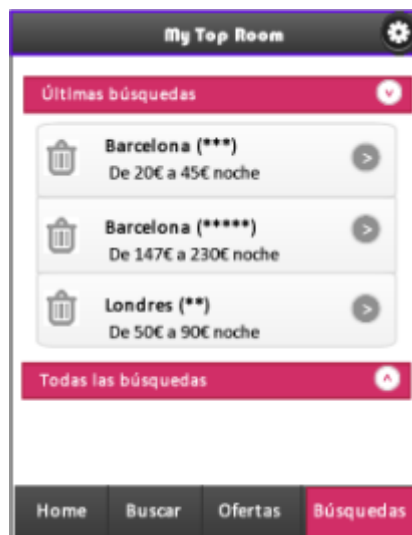 My Top Room
Últimas búsquedas
Barcelona (***)
De 20€ a 45€ noche
Barcelona (*****)
De 147€ a 230€ noche
Londres (**)
De 50€ a 90€ noche
Todas las búsquedas
Home Buscar Ofertas Búsquedas